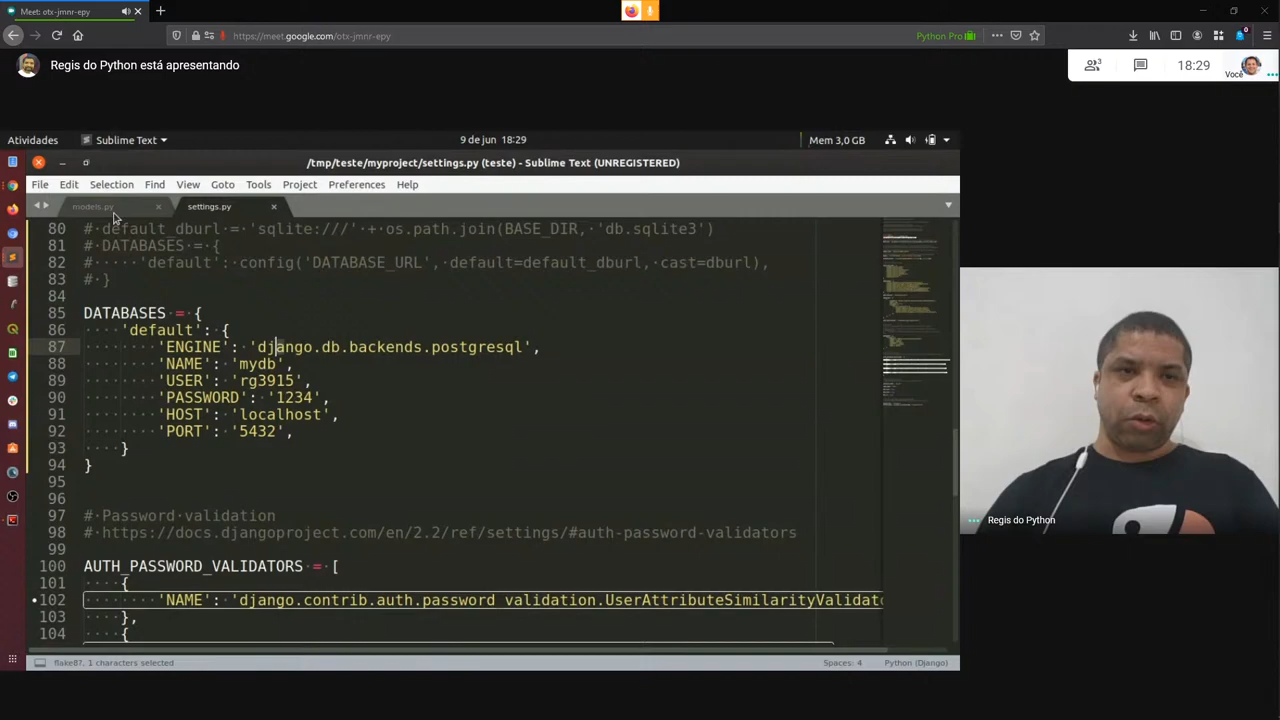 Meet: otx-jmnr-epy
https://meet.google.com/otx-jmnr-epy
Python Pro
Regis do Python está apresentando
3
18:29
Você
Atividades
Sublime Text
9 de jun 18:29
Mem 3,0 GB
/tmp/teste/myproject/settings.py (teste) - Sublime Text (UNREGISTERED)
File Edit Selection Find View Goto Tools Project Preferences Help
models.py
settings.py
80 # default_dburl = 'sqlite:///' + os.path.join(BASE_DIR, 'db.sqlite3')
81 # DATABASES = {
82 #     'default': config('DATABASE_URL', default=default_dburl, cast=dburl),
83 # }
84
85 DATABASES = {
86     'default': {
87         'ENGINE': 'django.db.backends.postgresql',
88         'NAME': 'mydb',
89         'USER': 'rg3915',
90         'PASSWORD': '1234',
91         'HOST': 'localhost',
92         'PORT': '5432',
93     }
94 }
95
96
97 # Password validation
98 # https://docs.djangoproject.com/en/2.2/ref/settings/#auth-password-validators
99
100 AUTH_PASSWORD_VALIDATORS = [
101     {
102         'NAME': 'django.contrib.auth.password_validation.UserAttributeSimilarityValidato
103     },
104     {
Regis do Python
flake8?, 1 characters selected
Spaces: 4
Python (Django)